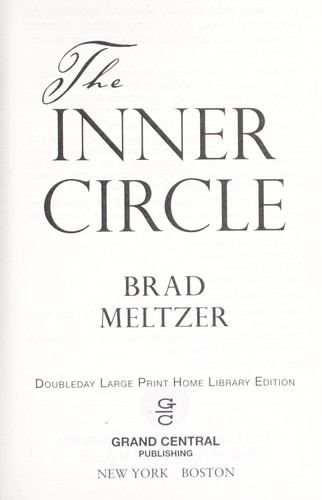 The
INNER
CIRCLE
BRAD
MELTZER
DOUBLEDAY LARGE PRINT HOME LIBRARY EDITION
G
C
GRAND CENTRAL
PUBLISHING
NEW YORK BOSTON